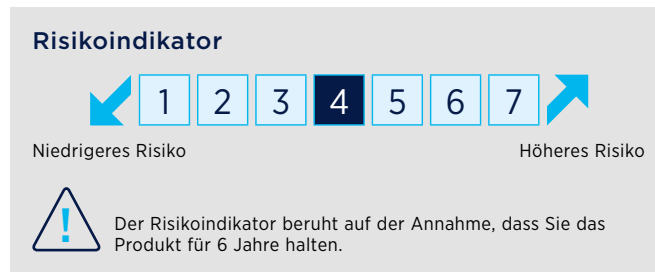 Risikoindikator
1 2 3 4 5 6 7
Niedrigeres Risiko Höheres Risiko
! Der Risikoindikator beruht auf der Annahme, dass Sie das
Produkt für 6 Jahre halten.